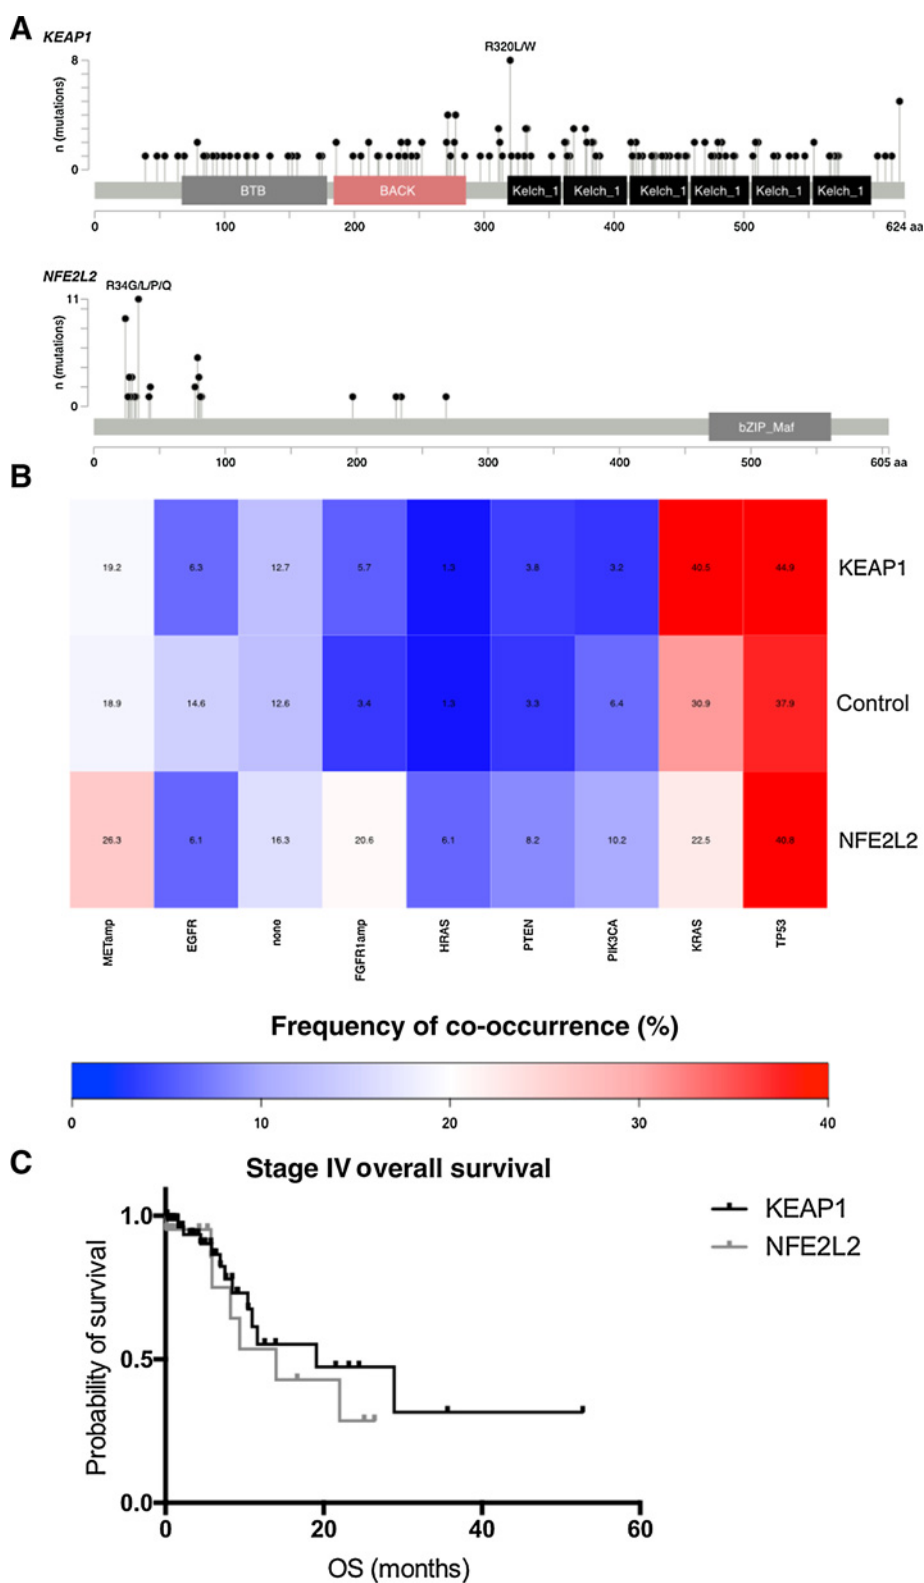 A
KEAP1
R320L/W
8
n (mutations)
0
BTB BACK Kelch_1 Kelch_1 Kelch_1 Kelch_1 Kelch_1 Kelch_1
0 100 200 300 400 500 624 aa
NFE2L2
R34G/L/P/Q
11
n (mutations)
0
bZIP_Maf
0 100 200 300 400 500 605 aa
B
19.2 6.3 12.7 5.7 1.3 3.8 3.2 40.5 44.9 KEAP1
18.9 14.6 12.6 3.4 1.3 3.3 6.4 30.9 37.9 Control
26.3 6.1 16.3 20.6 6.1 8.2 10.2 22.5 40.8 NFE2L2
METamp EGFR none FGFR1amp HRAS PTEN PIK3CA KRAS TP53
Frequency of co-occurrence (%)
0 10 20 30 40
C
Stage IV overall survival
KEAP1
NFE2L2
Probability of survival
1.0
0.5
0.0
0 20 40 60
OS (months)